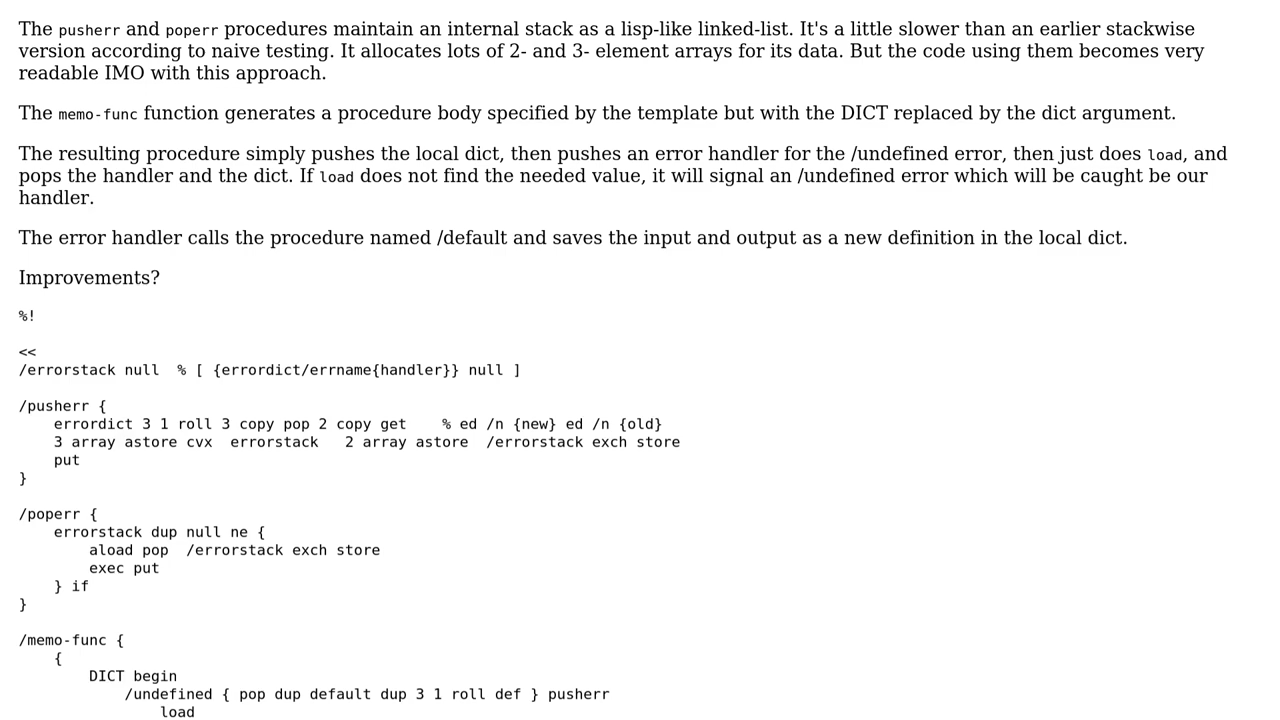 The pusherr and poperr procedures maintain an internal stack as a lisp-like linked-list. It's a little slower than an earlier stackwise
version according to naive testing. It allocates lots of 2- and 3- element arrays for its data. But the code using them becomes very
readable IMO with this approach.
The memo-func function generates a procedure body specified by the template but with the DICT replaced by the dict argument.
The resulting procedure simply pushes the local dict, then pushes an error handler for the /undefined error, then just does load, and
pops the handler and the dict. If load does not find the needed value, it will signal an /undefined error which will be caught be our
handler.
The error handler calls the procedure named /default and saves the input and output as a new definition in the local dict.
Improvements?
%!
<<
/errorstack null  % [ {errordict/errname{handler}} null ]
/pusherr {
    errordict 3 1 roll 3 copy pop 2 copy get    % ed /n {new} ed /n {old}
    3 array astore cvx  errorstack   2 array astore  /errorstack exch store
    put
}
/poperr {
    errorstack dup null ne {
        aload pop  /errorstack exch store
        exec put
    } if
}
/memo-func {
    {
        DICT begin
            /undefined { pop dup default dup 3 1 roll def } pusherr
                load